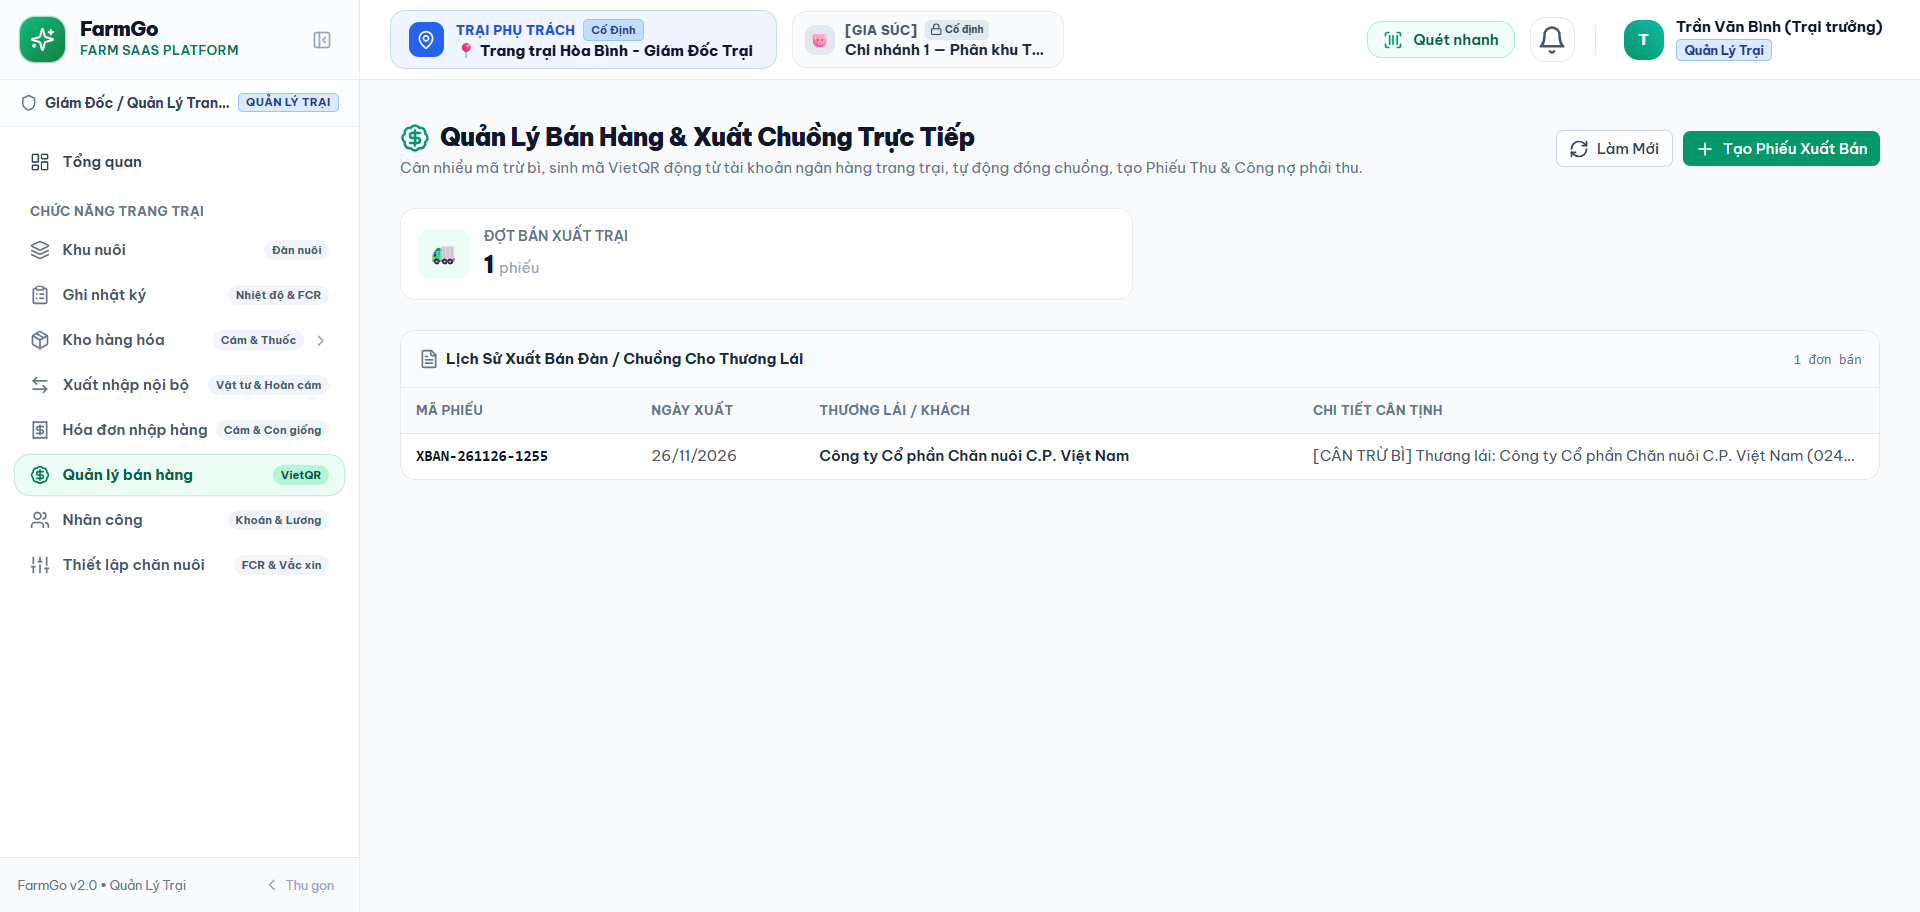 FarmGo
FARM SAAS PLATFORM
Giám Đốc / Quản Lý Tran... QUẢN LÝ TRẠI
Tổng quan
CHỨC NĂNG TRANG TRẠI
Khu nuôi Đàn nuôi
Ghi nhật ký Nhiệt độ & FCR
Kho hàng hóa Cám & Thuốc
Xuất nhập nội bộ Vật tư & Hoàn cám
Hóa đơn nhập hàng Cám & Con giống
Quản lý bán hàng VietQR
Nhân công Khoán & Lương
Thiết lập chăn nuôi FCR & Vắc xin
FarmGo v2.0 • Quản Lý Trại Thu gọn
TRẠI PHỤ TRÁCH Cố Định
Trang trại Hòa Bình - Giám Đốc Trại
[GIA SÚC] Cố định
Chi nhánh 1 — Phân khu T...
Quét nhanh
T
Trần Văn Bình (Trại trưởng)
Quản Lý Trại
Quản Lý Bán Hàng & Xuất Chuồng Trực Tiếp
Cân nhiều mã trừ bì, sinh mã VietQR động từ tài khoản ngân hàng trang trại, tự động đóng chuồng, tạo Phiếu Thu & Công nợ phải thu.
Làm Mới
Tạo Phiếu Xuất Bán
ĐỢT BÁN XUẤT TRẠI
1 phiếu
Lịch Sử Xuất Bán Đàn / Chuồng Cho Thương Lái 1 đơn bán
MÃ PHIẾU NGÀY XUẤT THƯƠNG LÁI / KHÁCH CHI TIẾT CÂN TỊNH
XBAN-261126-1255 26/11/2026 Công ty Cổ phần Chăn nuôi C.P. Việt Nam [CÂN TRỪ BÌ] Thương lái: Công ty Cổ phần Chăn nuôi C.P. Việt Nam (024...